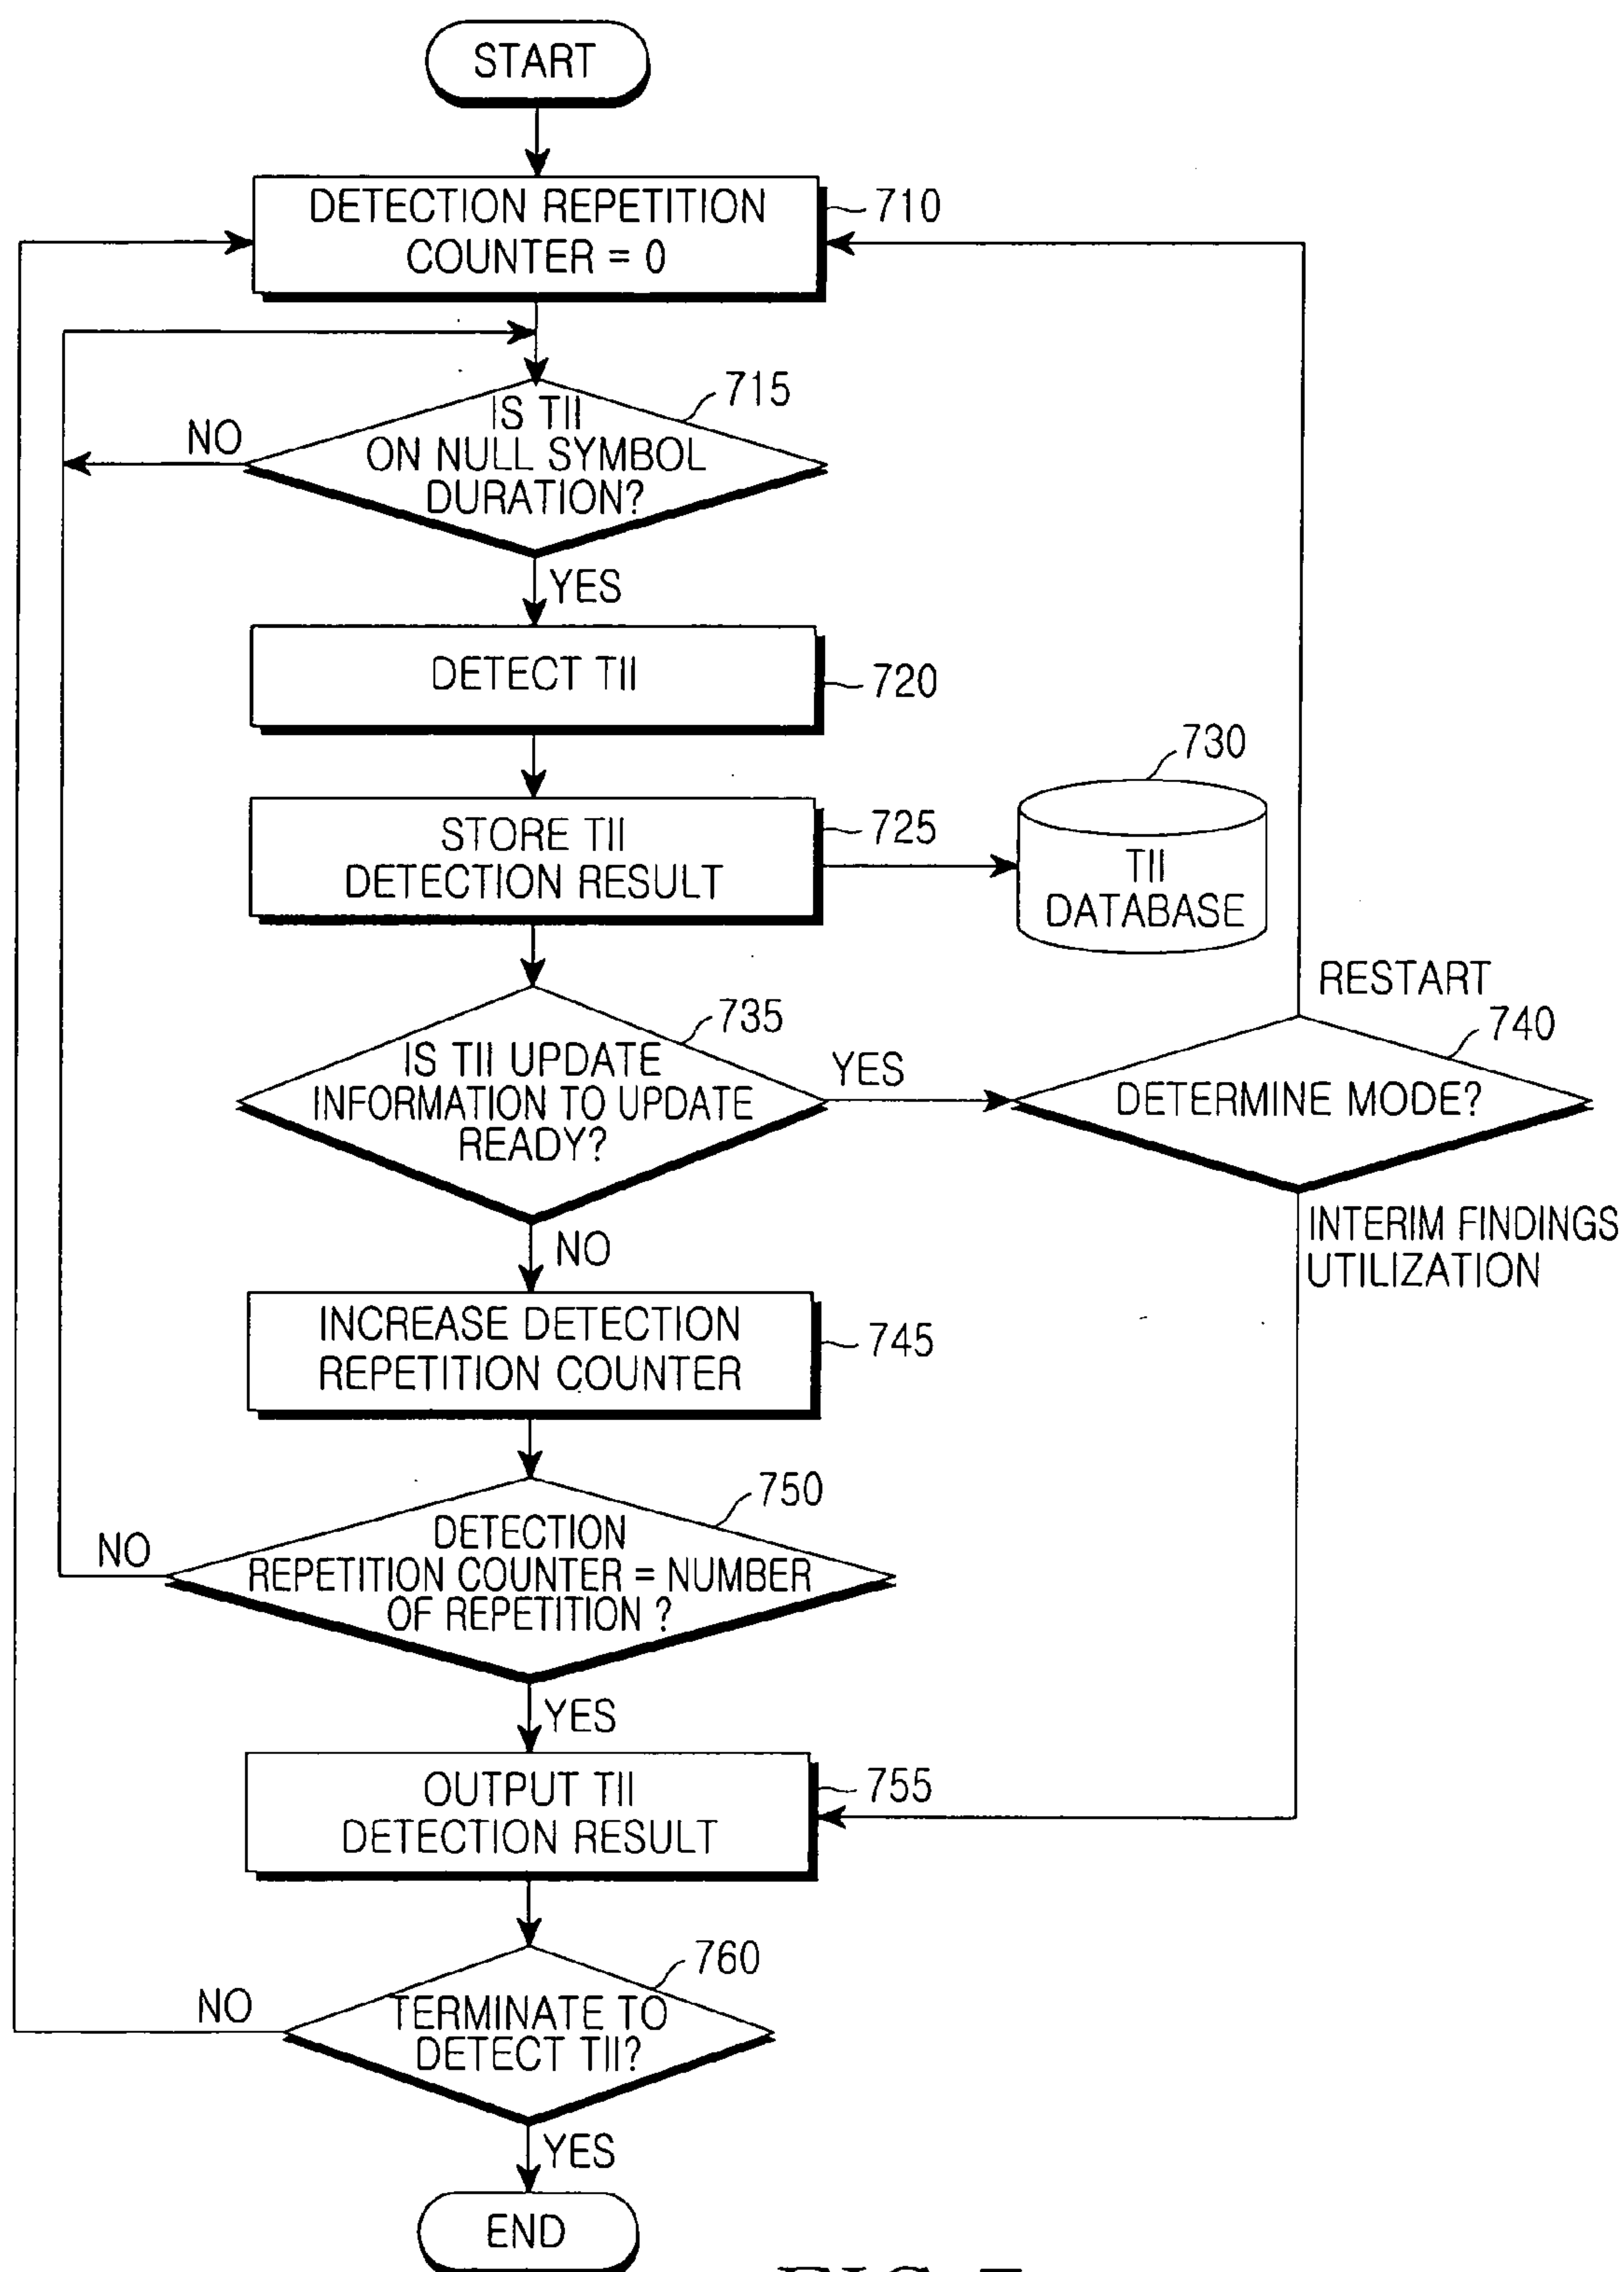 START
DETECTION REPETITION
COUNTER = 0
710
IS TII
ON NULL SYMBOL
DURATION?
715
NO
YES
DETECT TII
720
STORE TII
DETECTION RESULT
725
730
TII
DATABASE
IS TII UPDATE
INFORMATION TO UPDATE
READY?
735
YES
RESTART
740
DETERMINE MODE?
INTERIM FINDINGS
UTILIZATION
NO
INCREASE DETECTION
REPETITION COUNTER
745
DETECTION
REPETITION COUNTER = NUMBER
OF REPETITION ?
750
NO
YES
OUTPUT TII
DETECTION RESULT
755
TERMINATE TO
DETECT TII?
760
NO
YES
END